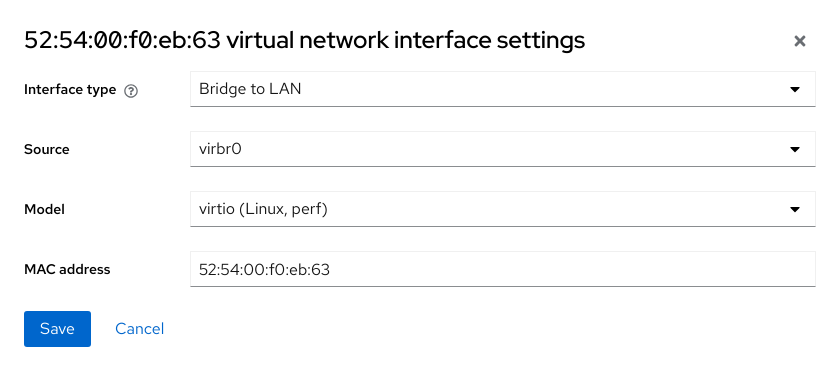 52:54:00:f0:eb:63 virtual network interface settings
Interface type Bridge to LAN
Source virbr0
Model virtio (Linux, perf)
MAC address 52:54:00:f0:eb:63
Save Cancel